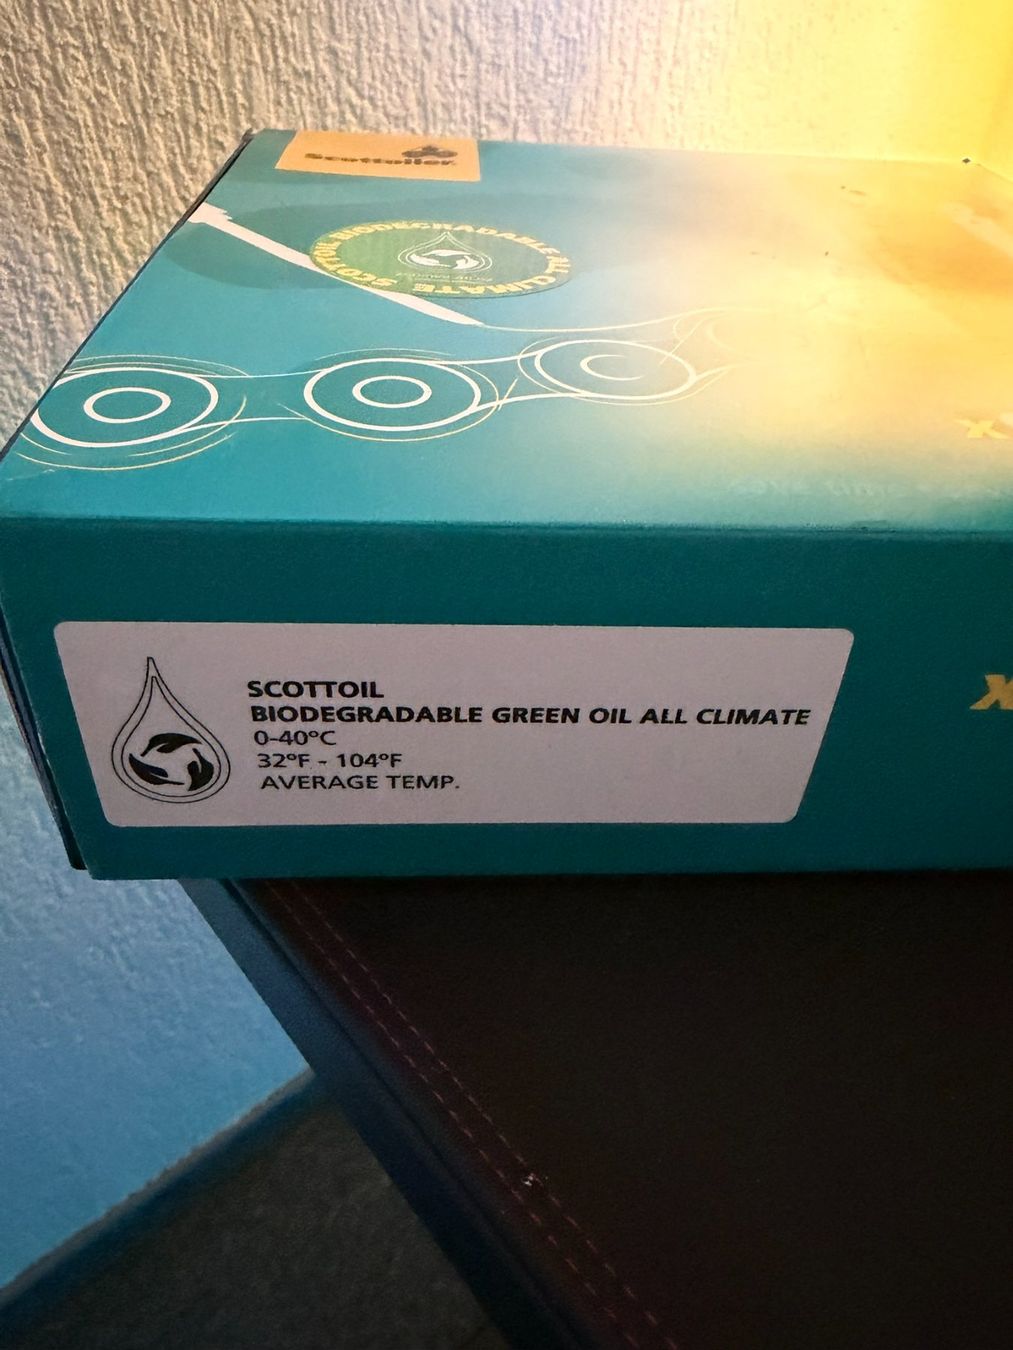 Scottoiler
SCOTTOIL BIODEGRADABLE ALL CLIMATE
SCOTTOIL
BIODEGRADABLE GREEN OIL ALL CLIMATE
0-40°C
32°F - 104°F
AVERAGE TEMP.